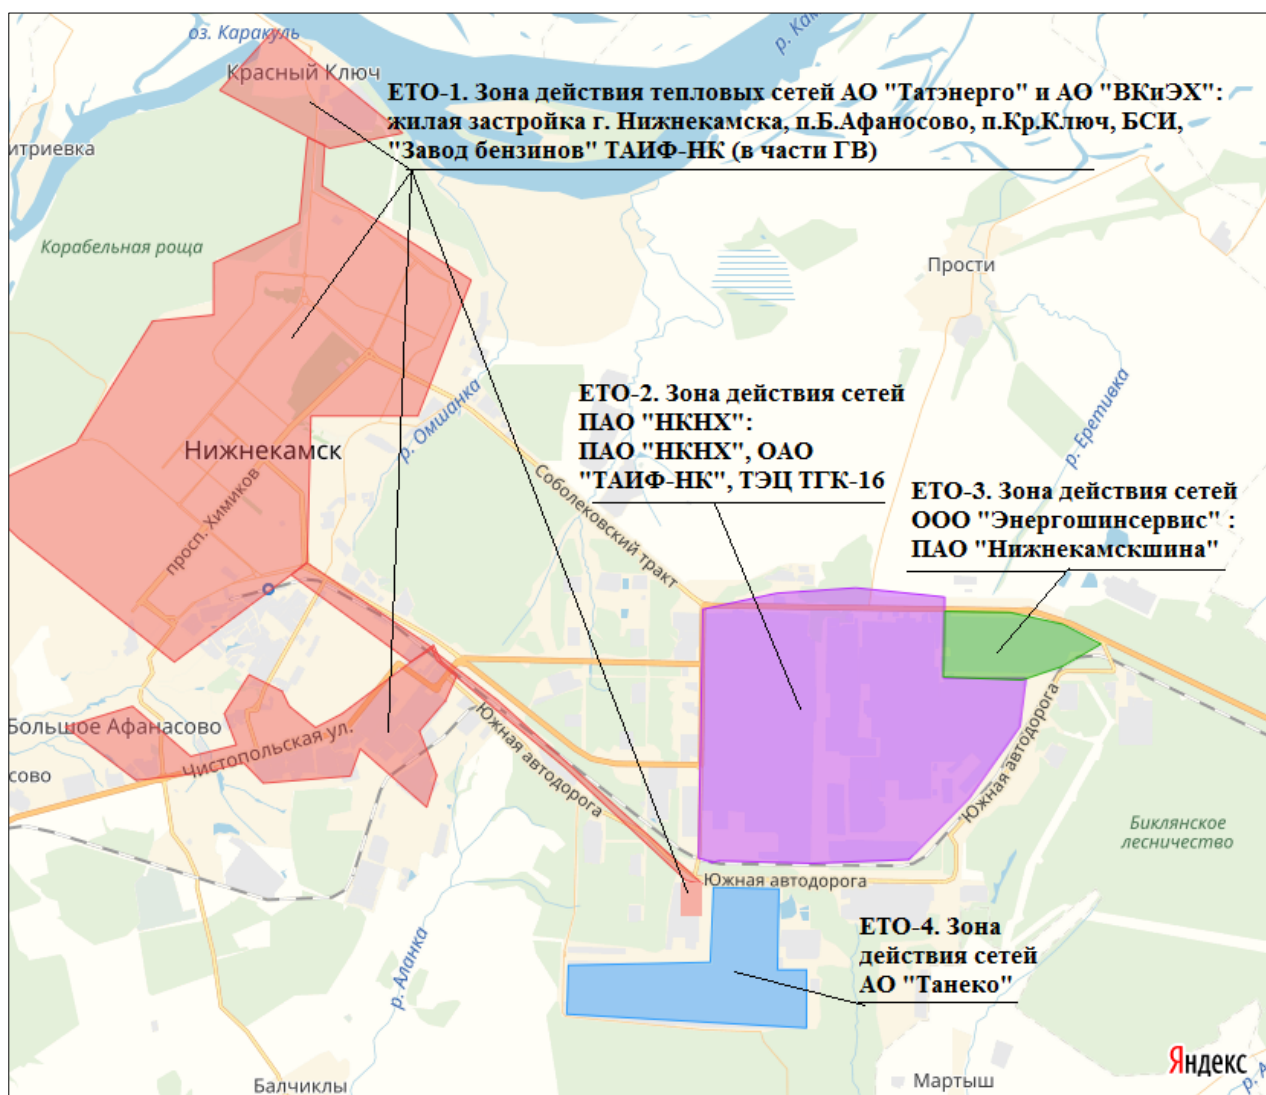 оз. Каракуль
р. Кам
Красный Ключ
ЕТО-1. Зона действия тепловых сетей АО "Татэнерго" и АО "ВКиЭХ":
жилая застройка г. Нижнекамска, п.Б.Афаносово, п.Кр.Ключ, БСИ,
"Завод бензинов" ТАИФ-НК (в части ГВ)
итриевка
Корабельная роща
Прости
р. Омшанка
р. Еретивка
ЕТО-2. Зона действия сетей
ПАО "НКНХ":
ПАО "НКНХ", ОАО
"ТАИФ-НК", ТЭЦ ТГК-16
Нижнекамск
просп. Химиков
Соболековский тракт
ЕТО-3. Зона действия сетей
ООО "Энергошинсервис" :
ПАО "Нижнекамскшина"
Большое Афанасово
Чистопольская ул.
сово
Южная автодорога
Южная автодорога
Биклянское
лесничество
Южная автодорога
р. Аланка
ЕТО-4. Зона
действия сетей
АО "Танеко"
Яндекс
Балчиклы
Мартыш
р. А